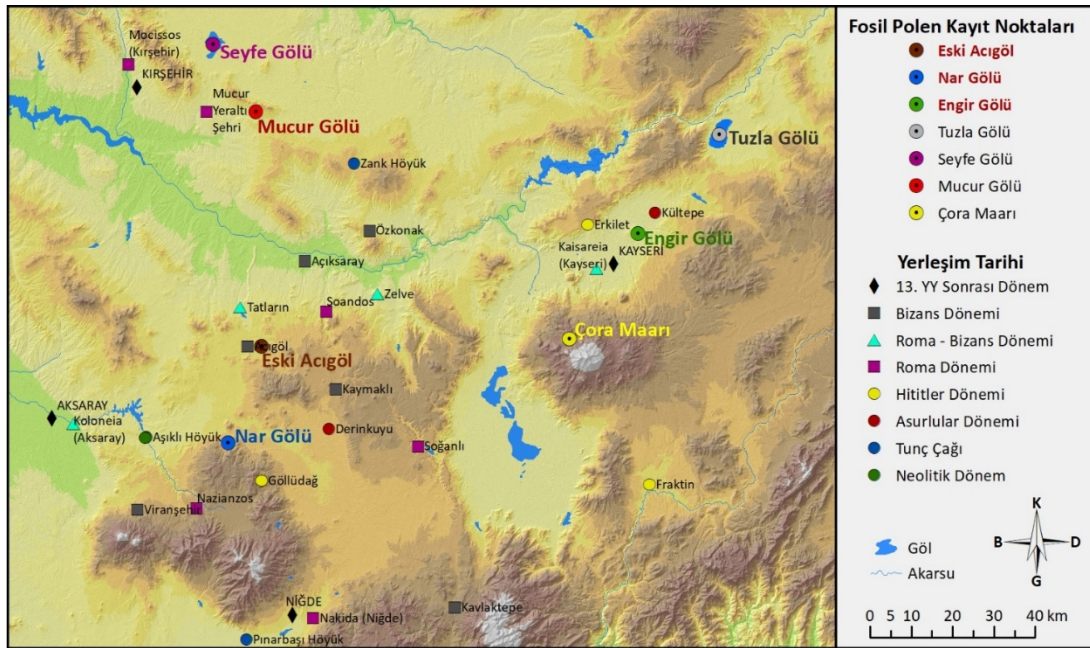 Mocissos
(Kırşehir)
Seyfe Gölü
KIRŞEHİR
Mucur
Yeraltı
Şehri
Mucur Gölü
Tuzla Gölü
Zank Höyük
Kültepe
Erkilet
Özkonak
Engir Gölü
Kaisareia
(Kayseri)
KAYSERİ
Açıksaray
Zelve
Tatların
Soandos
Çora Maarı
Acıgöl
Eski Acıgöl
Kaymaklı
AKSARAY
Koloneia
(Aksaray)
Aşıklı Höyük
Nar Gölü
Derinkuyu
Soğanlı
Göllüdağ
Fraktin
Nazianzos
Viranşehir
NİĞDE
Nakida (Niğde)
Kavlaktepe
Pınarbaşı Höyük
Fosil Polen Kayıt Noktaları
Eski Acıgöl
Nar Gölü
Engir Gölü
Tuzla Gölü
Seyfe Gölü
Mucur Gölü
Çora Maarı
Yerleşim Tarihi
13. YY Sonrası Dönem
Bizans Dönemi
Roma - Bizans Dönemi
Roma Dönemi
Hititler Dönemi
Asurlular Dönemi
Tunç Çağı
Neolitik Dönem
Göl
Akarsu
K
B D
G
0 5 10 20 30 40 km